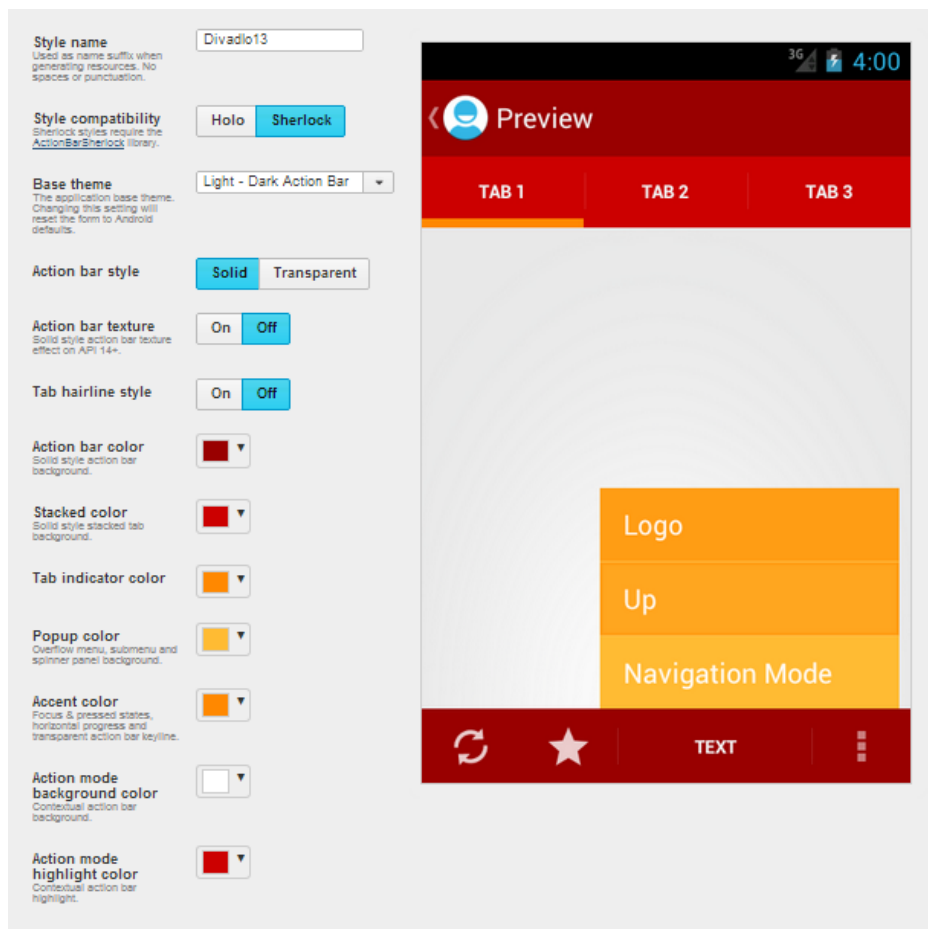 Style name
Used as name suffix when
generating resources. No
spaces or punctuation.
Divadlo13
Style compatibility
Sherlock styles require the
ActionBarSherlock library.
Holo
Sherlock
Base theme
The application base theme.
Changing this setting will
reset the form to Android
defaults.
Light - Dark Action Bar
Action bar style
Solid
Transparent
Action bar texture
Solid style action bar texture
effect on API 14+.
On
Off
Tab hairline style
On
Off
Action bar color
Solid style action bar
background.
Stacked color
Solid style stacked tab
background.
Tab indicator color
Popup color
Overflow menu, submenu and
spinner panel background.
Accent color
Focus & pressed states,
horizontal progress and
transparent action bar keyline.
Action mode
background color
Contextual action bar
background.
Action mode
highlight color
Contextual action bar
highlight.
3G
4:00
Preview
TAB 1
TAB 2
TAB 3
Logo
Up
Navigation Mode
TEXT